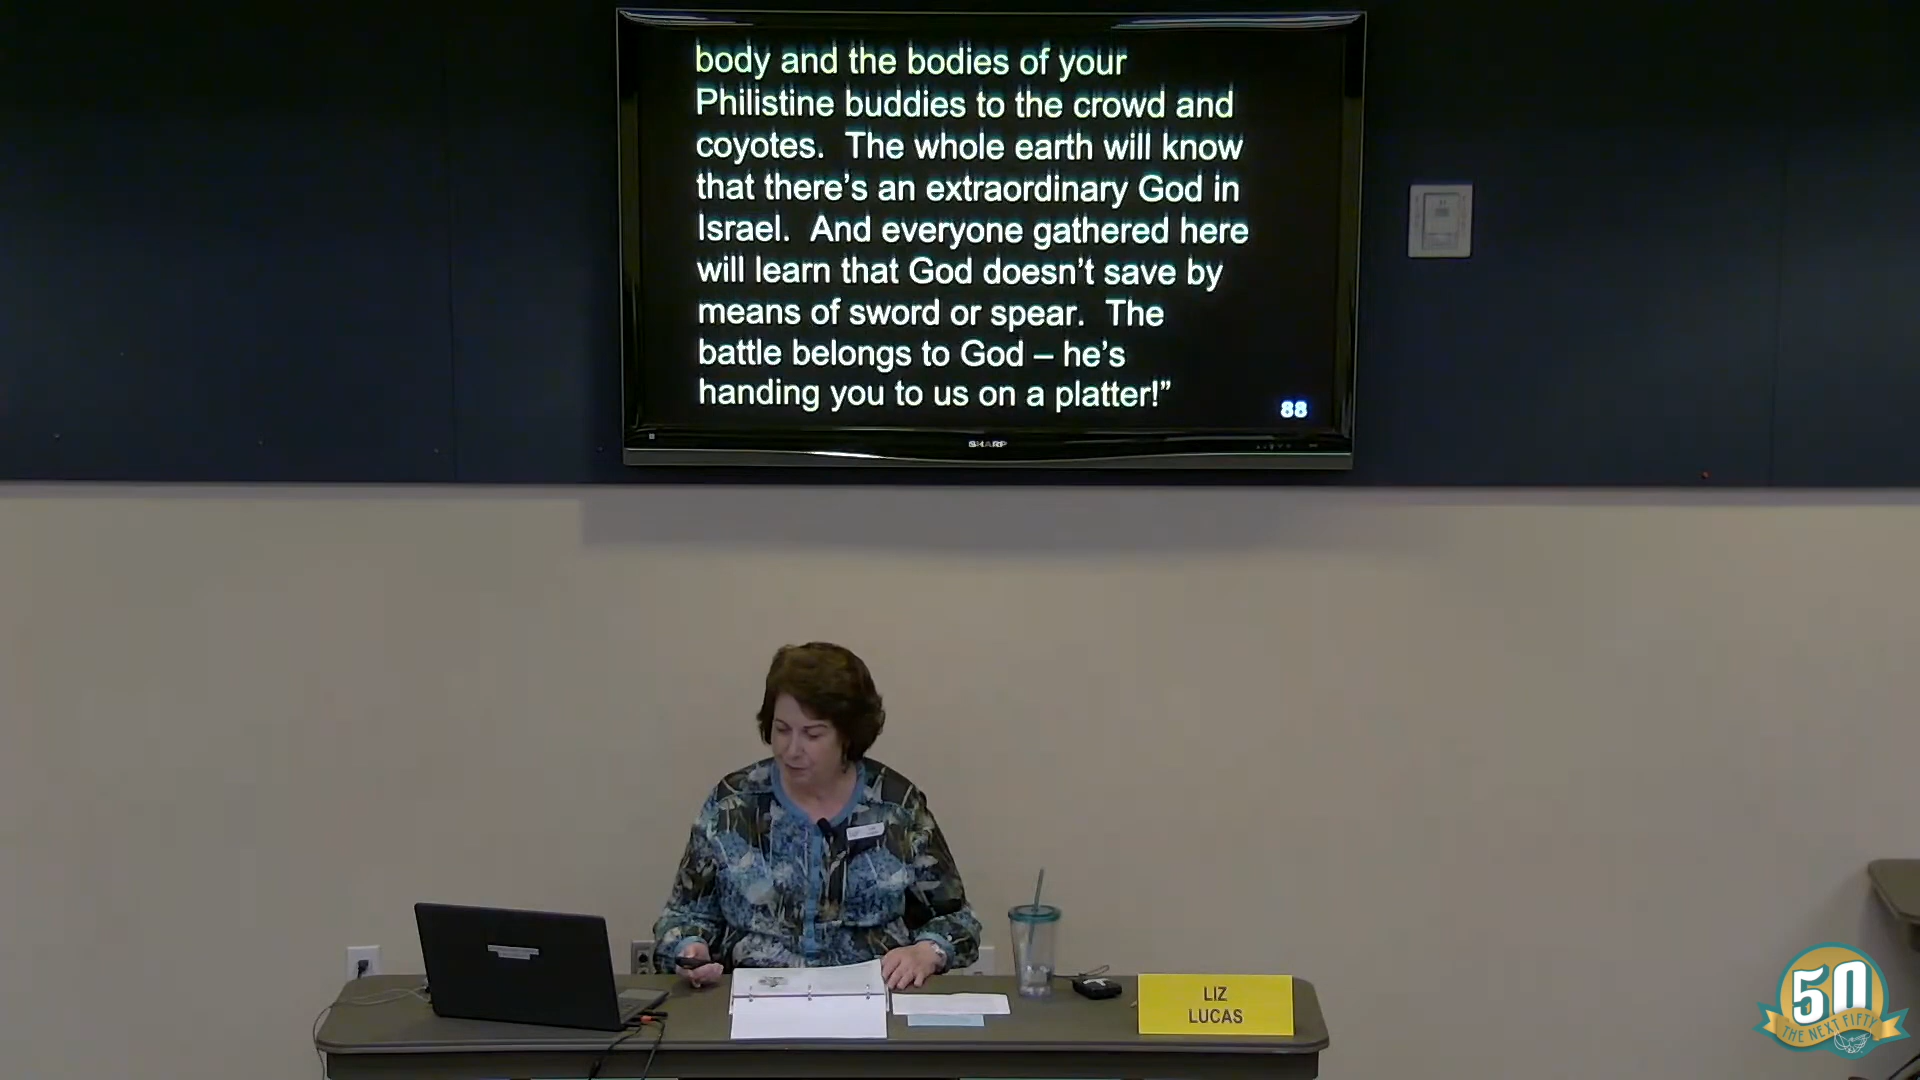 body and the bodies of your
Philistine buddies to the crowd and
coyotes.  The whole earth will know
that there’s an extraordinary God in
Israel.  And everyone gathered here
will learn that God doesn’t save by
means of sword or spear.  The
battle belongs to God – he’s
handing you to us on a platter!”
88
SHARP
LIZ
LUCAS
50
THE NEXT FIFTY